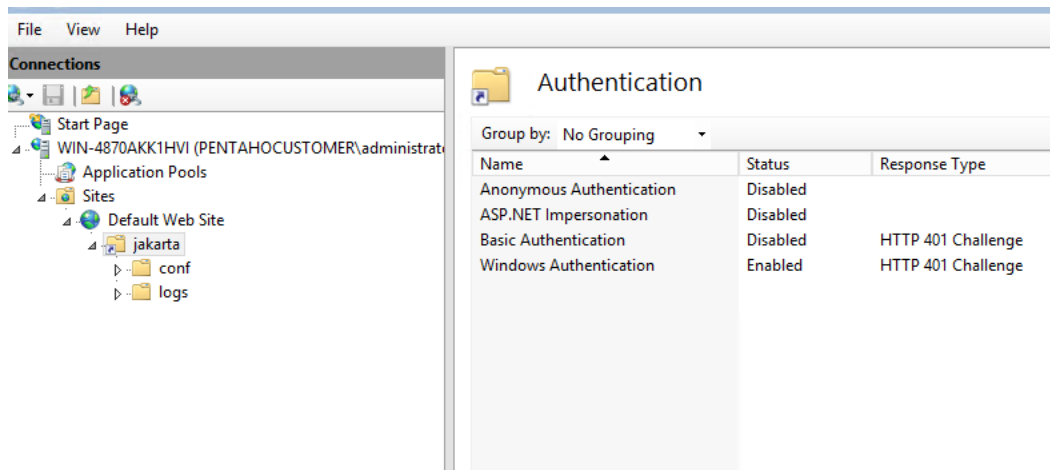 File View Help
Connections
Start Page
WIN-4870AKK1HVI (PENTAHOCUSTOMER\administrat
Application Pools
Sites
Default Web Site
jakarta
conf
logs
Authentication
Group by: No Grouping
Name Status Response Type
Anonymous Authentication Disabled
ASP.NET Impersonation Disabled
Basic Authentication Disabled HTTP 401 Challenge
Windows Authentication Enabled HTTP 401 Challenge